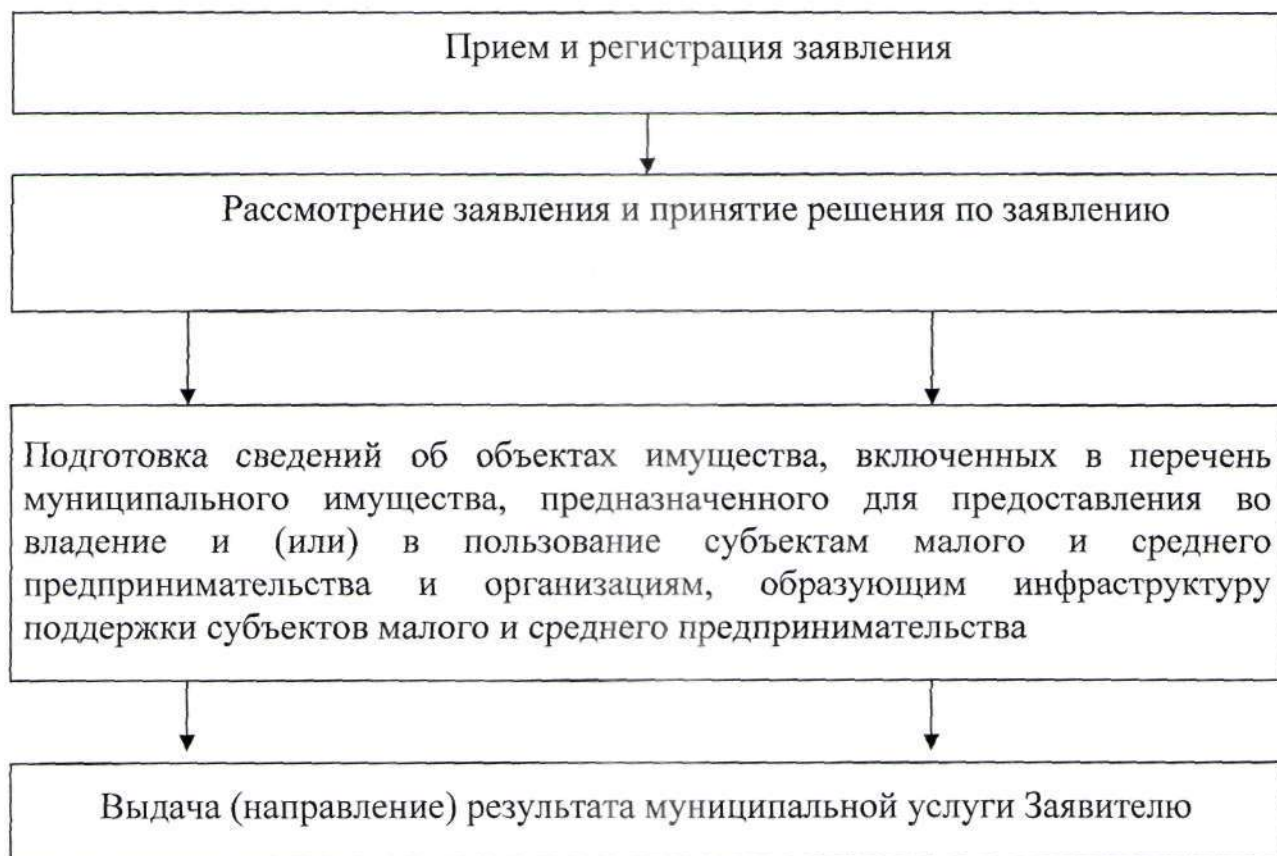 Прием и регистрация заявления
Рассмотрение заявления и принятие решения по заявлению
Подготовка сведений об объектах имущества, включенных в перечень
муниципального имущества, предназначенного для предоставления во
владение и (или) в пользование субъектам малого и среднего
предпринимательства и организациям, образующим инфраструктуру
поддержки субъектов малого и среднего предпринимательства
Выдача (направление) результата муниципальной услуги Заявителю